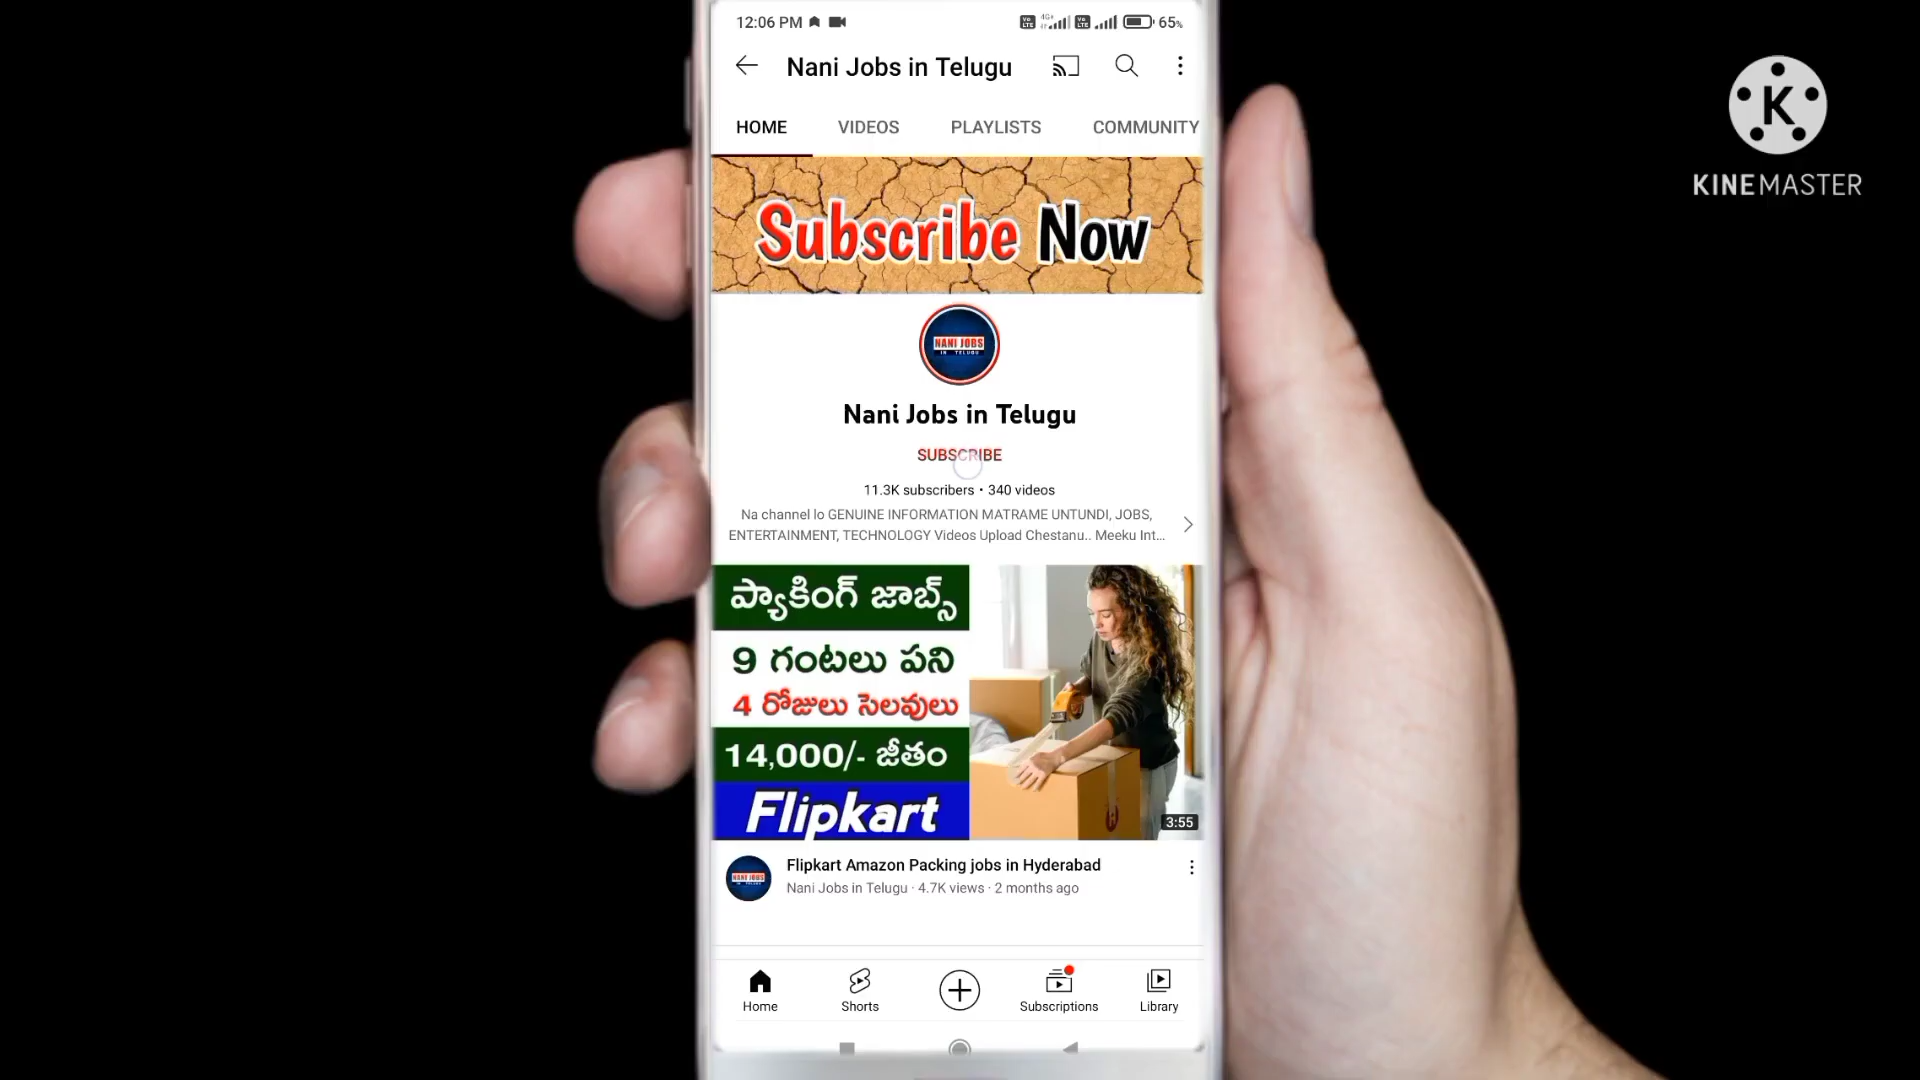 12:06 PM 4G+ 65%
Nani Jobs in Telugu
HOME VIDEOS PLAYLISTS COMMUNITY
Subscribe Now
NANI JOBS
IN TELUGU
Nani Jobs in Telugu
SUBSCRIBE
11.3K subscribers • 340 videos
Na channel lo GENUINE INFORMATION MATRAME UNTUNDI, JOBS,
ENTERTAINMENT, TECHNOLOGY Videos Upload Chestanu.. Meeku Int...
ప్యాకింగ్ జాబ్స్
9 గంటలు పని
4 రోజులు సెలవులు
14,000/- జీతం
Flipkart
3:55
NANI JOBS
Flipkart Amazon Packing jobs in Hyderabad
Nani Jobs in Telugu · 4.7K views · 2 months ago
Home Shorts Subscriptions Library
K
KINEMASTER